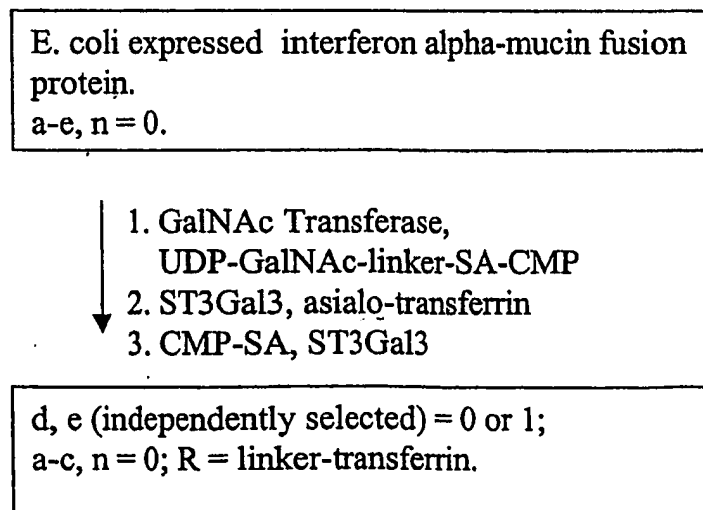 E. coli expressed interferon alpha-mucin fusion
protein.
a-e, n = 0.
1. GalNAc Transferase,
UDP-GalNAc-linker-SA-CMP
2. ST3Gal3, asialo-transferrin
3. CMP-SA, ST3Gal3
d, e (independently selected) = 0 or 1;
a-c, n = 0; R = linker-transferrin.